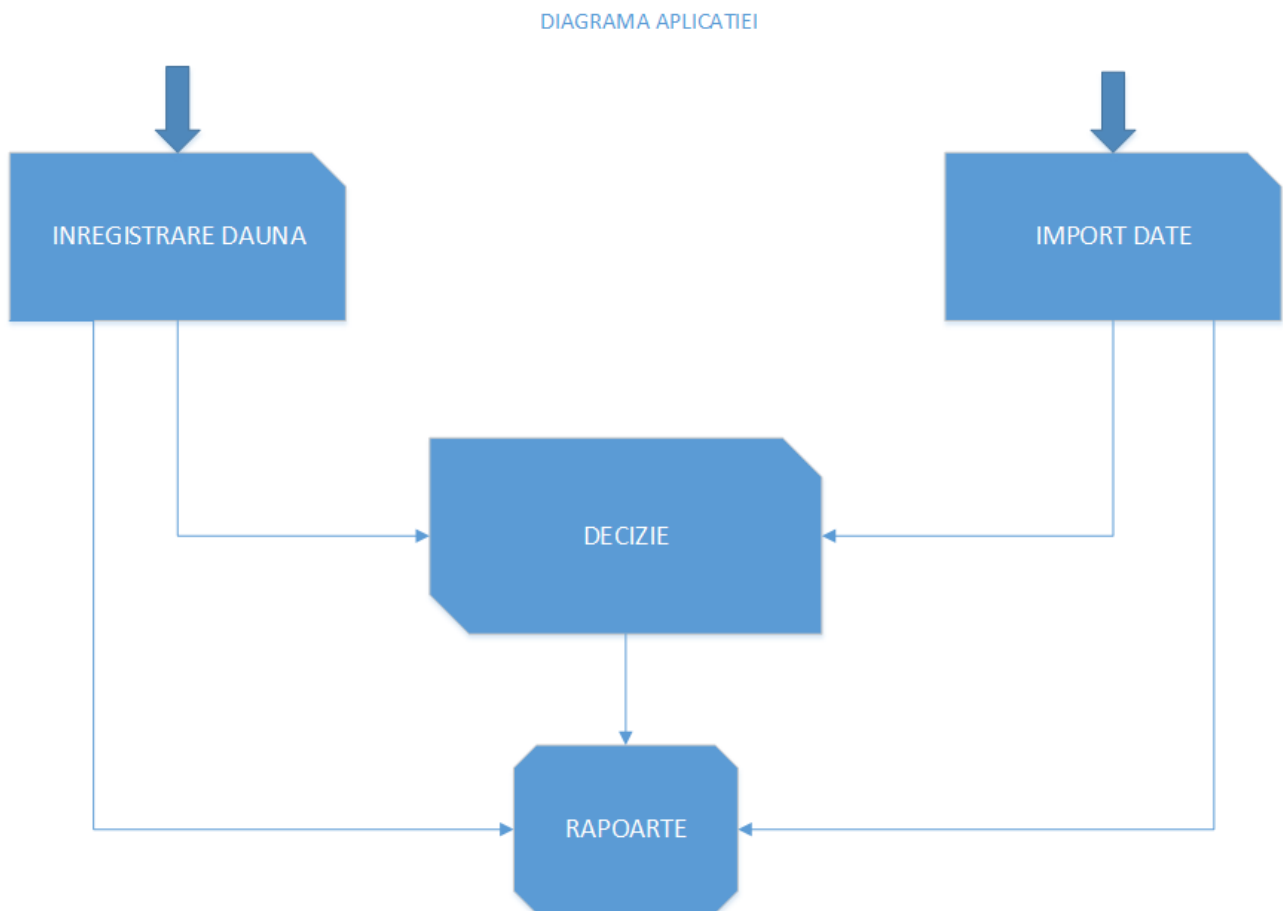 DIAGRAMA APLICATIEI
INREGISTRARE DAUNA
IMPORT DATE
DECIZIE
RAPOARTE